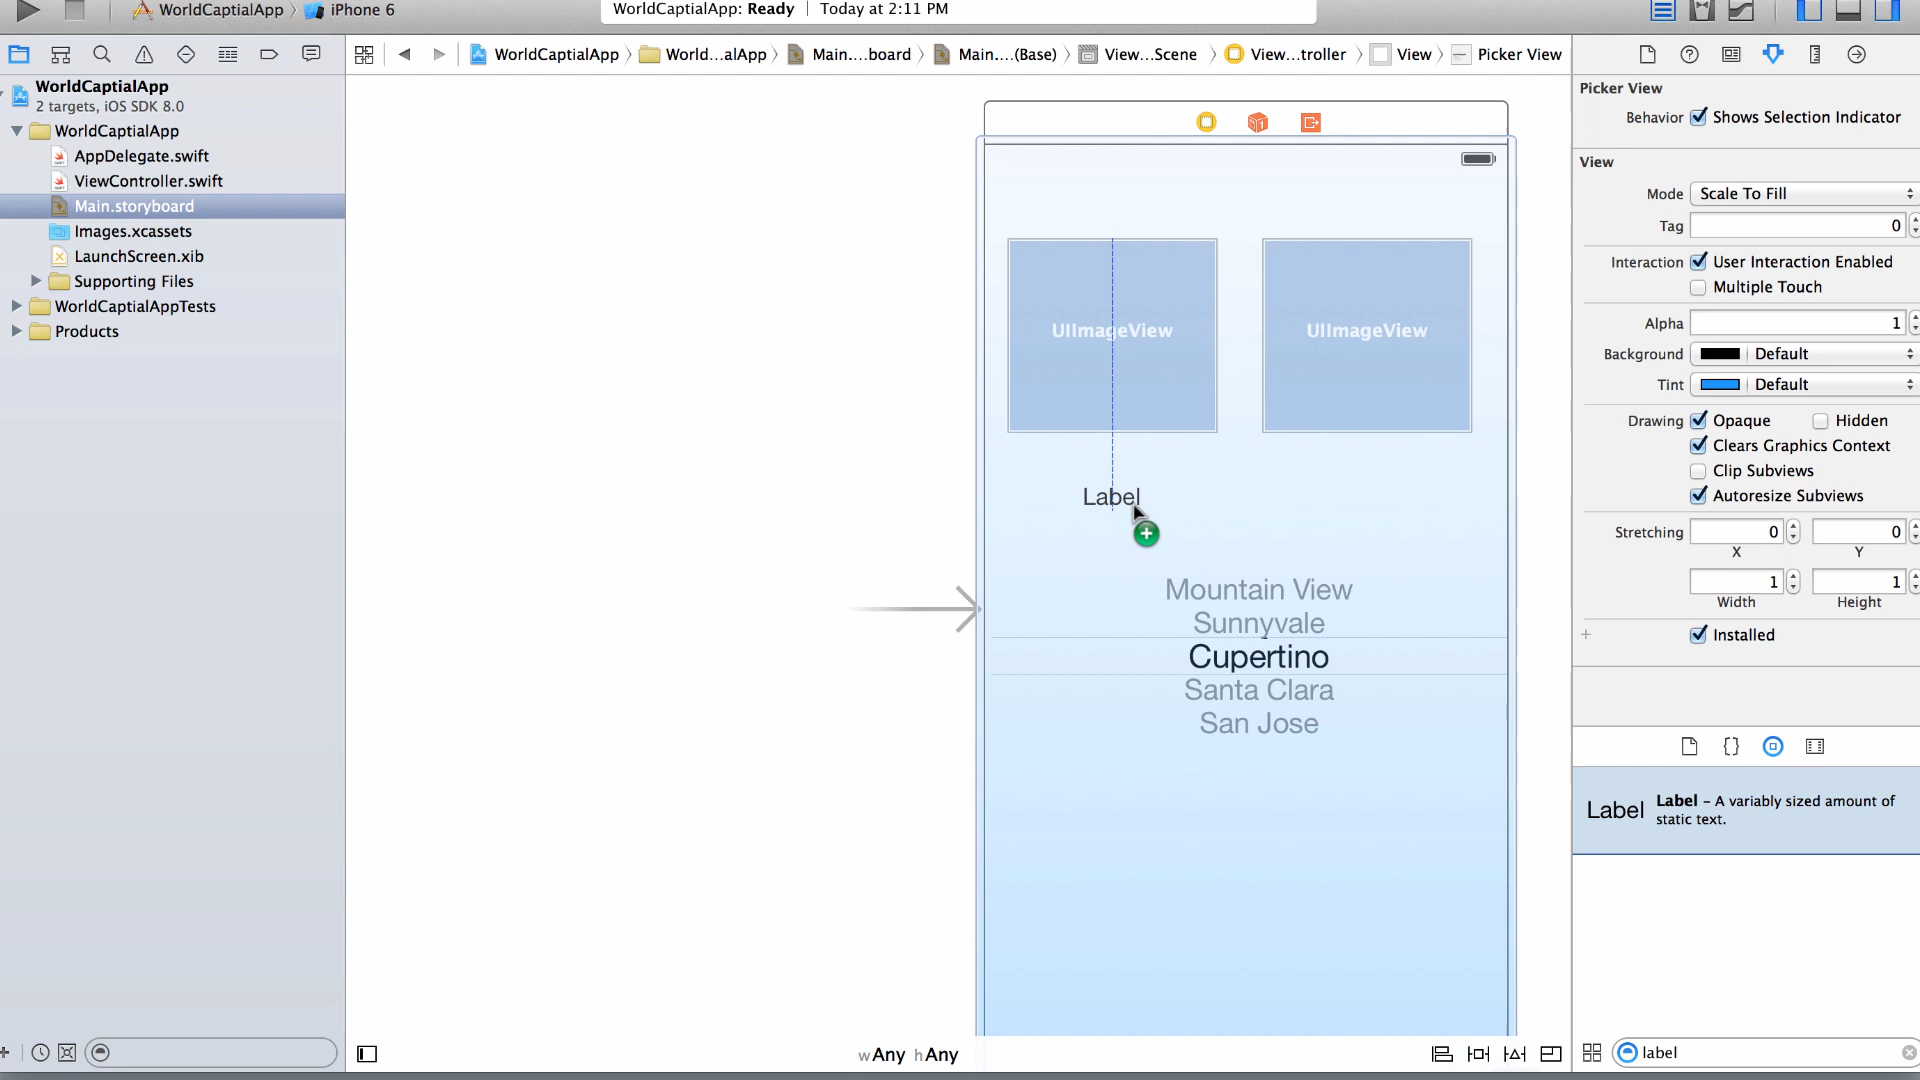 WorldCaptialApp iPhone 6
WorldCaptialApp: Ready Today at 2:11 PM
WorldCaptialApp World...alApp Main....board Main....(Base) View...Scene View...troller View Picker View
WorldCaptialApp
2 targets, iOS SDK 8.0
WorldCaptialApp
AppDelegate.swift
ViewController.swift
Main.storyboard
Images.xcassets
LaunchScreen.xib
Supporting Files
WorldCaptialAppTests
Products
UIImageView
UIImageView
Label
Mountain View
Sunnyvale
Cupertino
Santa Clara
San Jose
wAny hAny
Picker View
Behavior Shows Selection Indicator
View
Mode Scale To Fill
Tag 0
Interaction User Interaction Enabled
Multiple Touch
Alpha 1
Background Default
Tint Default
Drawing Opaque Hidden
Clears Graphics Context
Clip Subviews
Autoresize Subviews
Stretching 0 0
X Y
1 1
Width Height
Installed
Label Label - A variably sized amount of
static text.
label